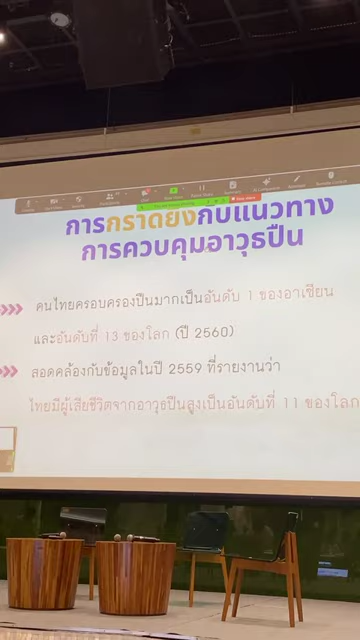 การกราดยิงกับแนวทาง
การควบคุมอาวุธปืน
คนไทยครอบครองปืนมากเป็นอันดับ 1 ของอาเซียน
และอันดับที่ 13 ของโลก (ปี 2560)
สอดคล้องกับข้อมูลในปี 2559 ที่รายงานว่า
ไทยมีผู้เสียชีวิตจากอาวุธปืนสูงเป็นอันดับที่ 11 ของโลก